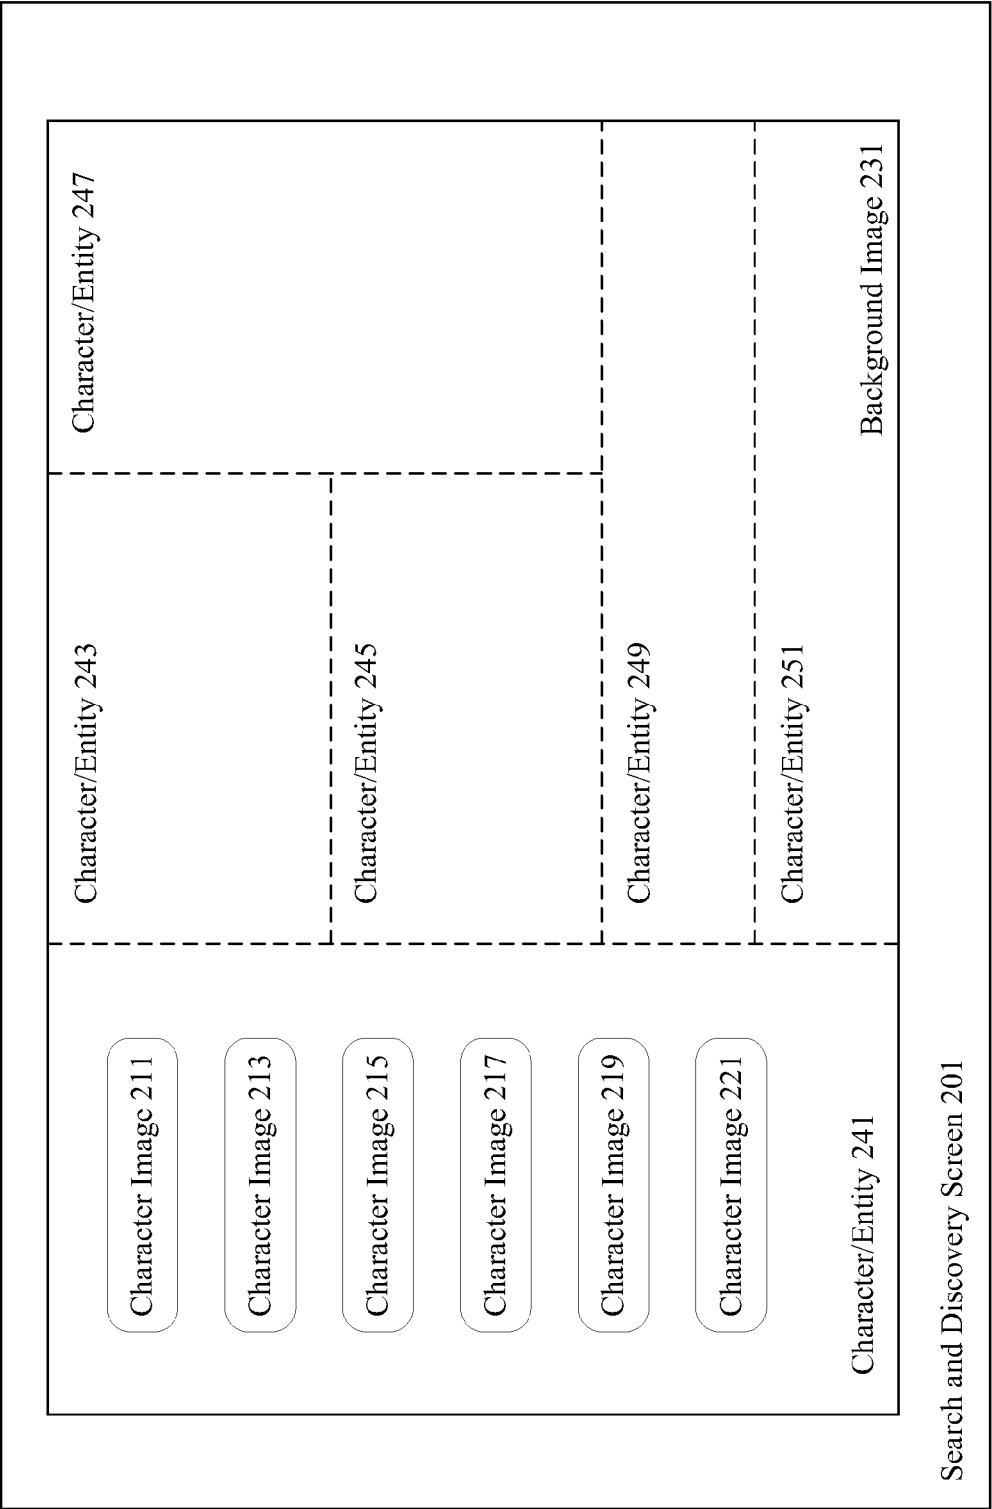 Character Image 211
Character Image 213
Character Image 215
Character Image 217
Character Image 219
Character Image 221
Character/Entity 241
Character/Entity 243
Character/Entity 245
Character/Entity 247
Character/Entity 249
Character/Entity 251
Background Image 231
Search and Discovery Screen 201